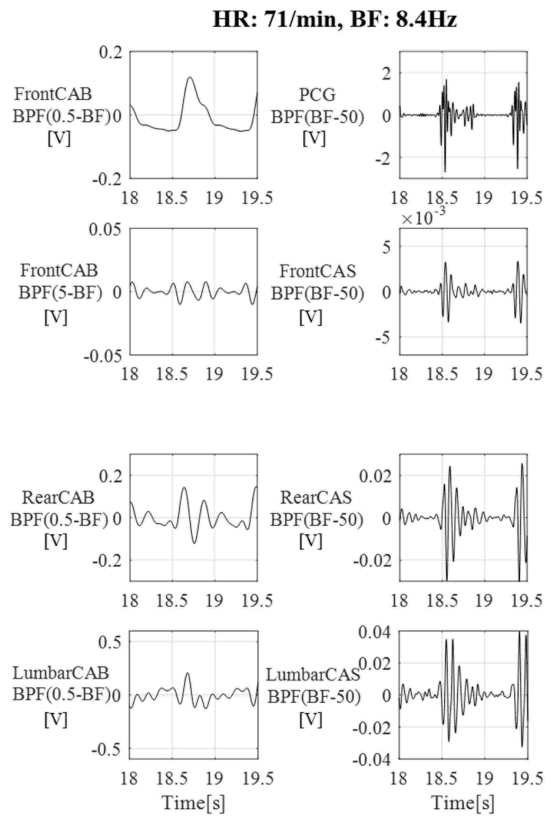 HR: 71/min, BF: 8.4Hz
FrontCAB
BPF(0.5-BF)
[V]
0.2
0
-0.2
18 18.5 19 19.5
PCG
BPF(BF-50)
[V]
3
2
0
-2
18 18.5 19 19.5
FrontCAB
BPF(5-BF)
[V]
0.05
0
-0.05
18 18.5 19 19.5
FrontCAS
BPF(BF-50)
[V]
×10-3
5
0
-5
18 18.5 19 19.5
RearCAB
BPF(0.5-BF)
[V]
0.2
0
-0.2
18 18.5 19 19.5
RearCAS
BPF(BF-50)
[V]
0.02
0
-0.02
18 18.5 19 19.5
LumbarCAB
BPF(0.5-BF)
[V]
0.5
0
-0.5
18 18.5 19 19.5
Time[s]
LumbarCAS
BPF(BF-50)
[V]
0.04
0.02
0
-0.02
-0.04
18 18.5 19 19.5
Time[s]